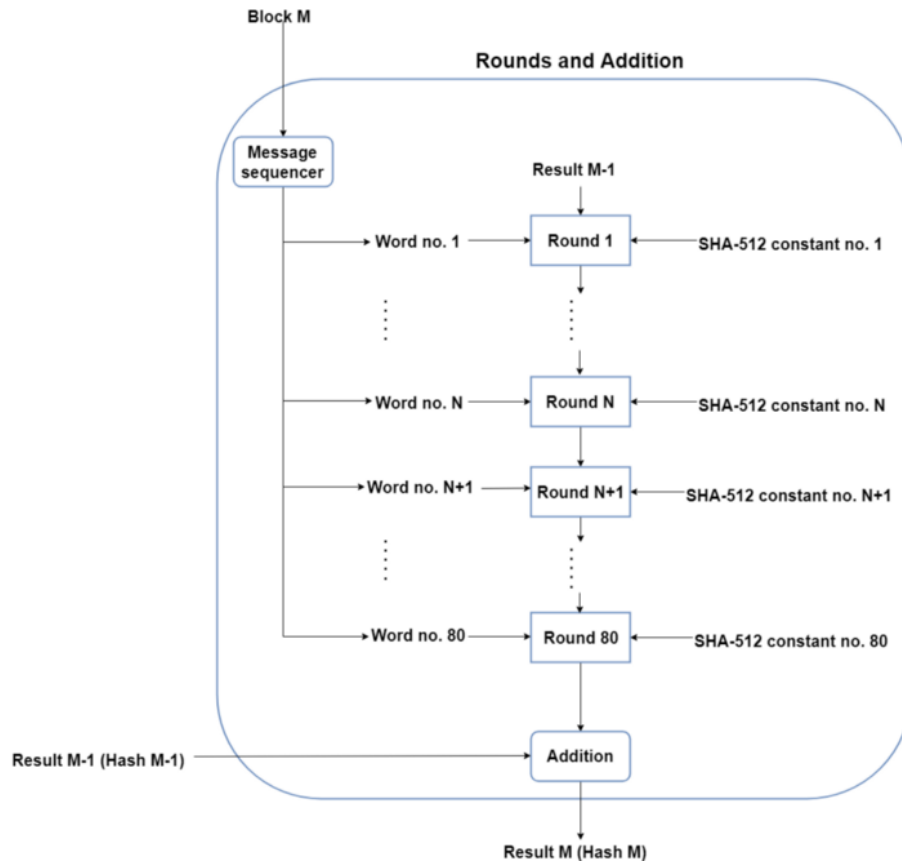 Block M
Rounds and Addition
Message
sequencer
Result M-1
Word no. 1
Round 1
SHA-512 constant no. 1
Word no. N
Round N
SHA-512 constant no. N
Word no. N+1
Round N+1
SHA-512 constant no. N+1
Word no. 80
Round 80
SHA-512 constant no. 80
Result M-1 (Hash M-1)
Addition
Result M (Hash M)